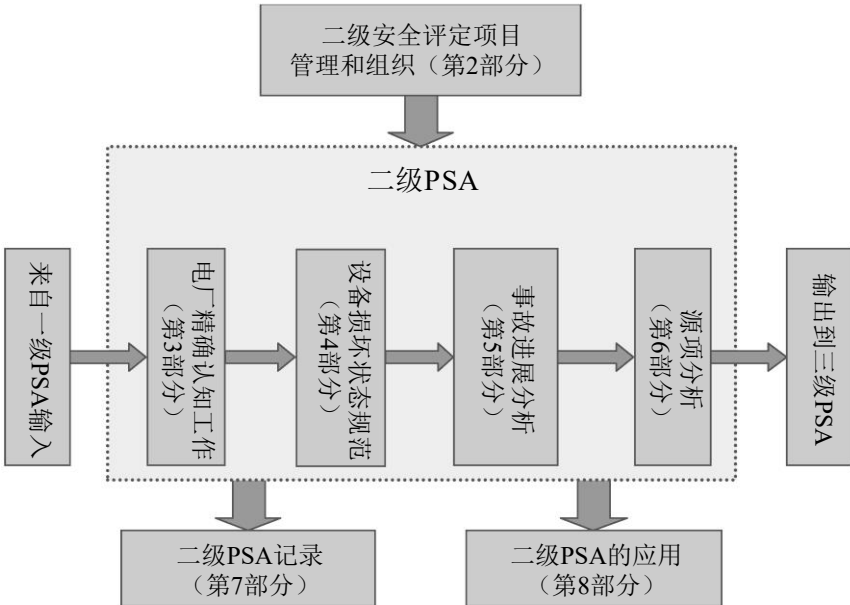 二级安全评定项目
管理和组织（第2部分）
二级PSA
来自一级PSA输入
电厂精确认知工作
（第3部分）
设备损坏状态规范
（第4部分）
事故进展分析
（第5部分）
源项分析
（第6部分）
输出到三级PSA
二级PSA记录
（第7部分）
二级PSA的应用
（第8部分）